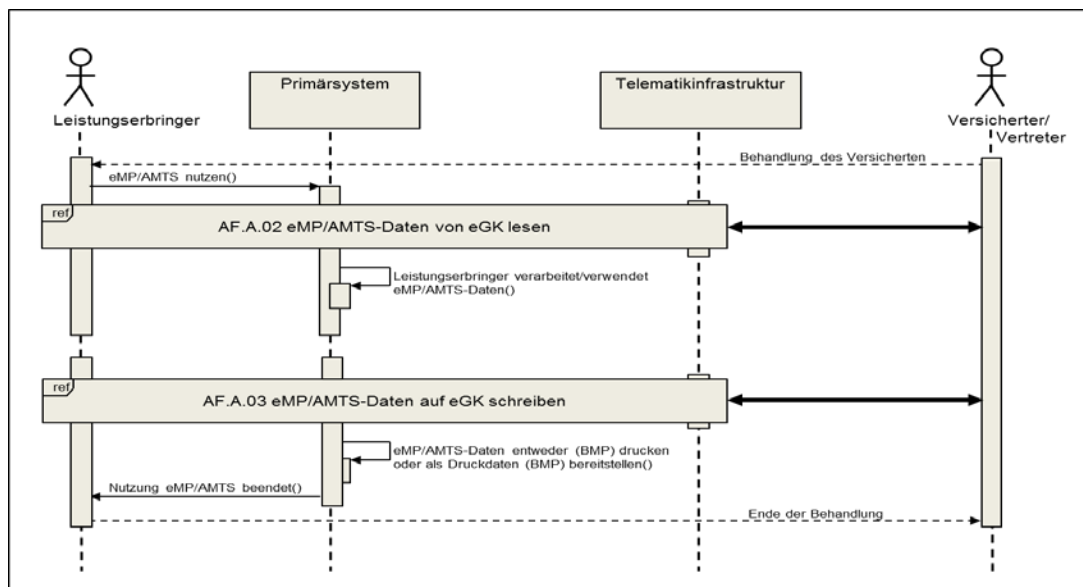 Leistungserbringer
Primärsystem
Telematikinfrastruktur
Versicherter/
Vertreter
Behandlung des Versicherten
eMP/AMTS nutzen()
ref
AF.A.02 eMP/AMTS-Daten von eGK lesen
Leistungserbringer verarbeitet/verwendet
eMP/AMTS-Daten()
ref
AF.A.03 eMP/AMTS-Daten auf eGK schreiben
eMP/AMTS-Daten entweder (BMP) drucken
oder als Druckdaten (BMP) bereitstellen()
Nutzung eMP/AMTS beendet()
Ende der Behandlung